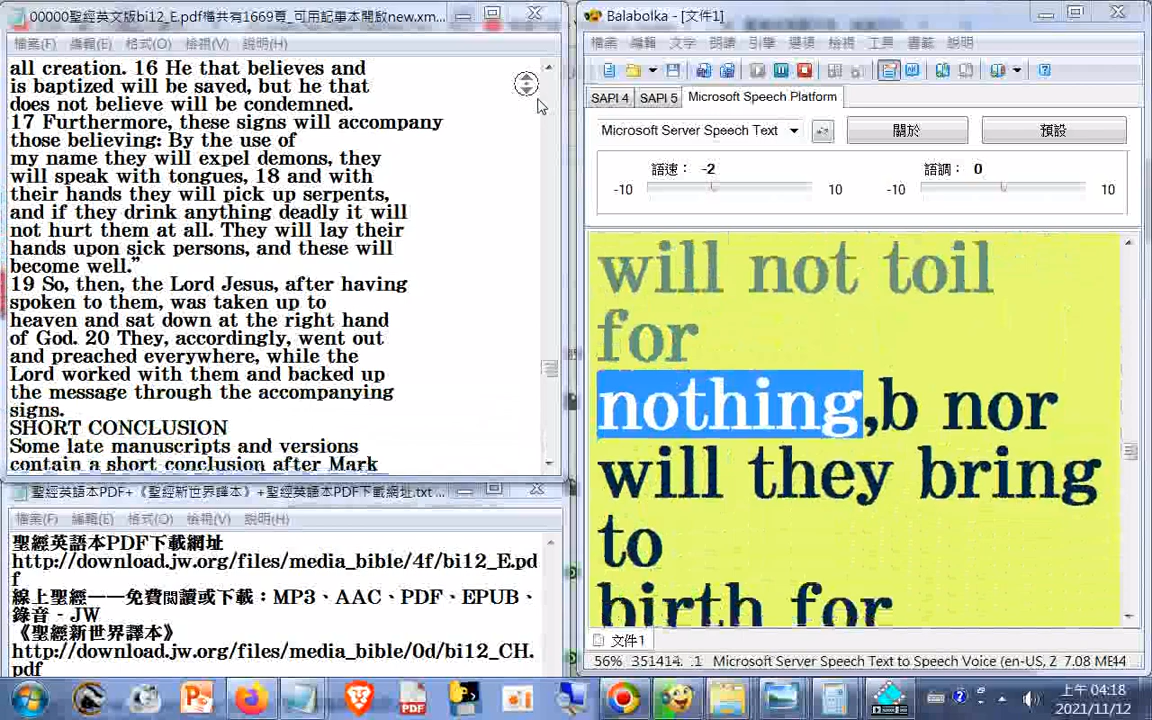 00000聖經英文版bi12_E.pdf檔共有1669頁_可用記事本開啟new.xm...
檔案(F) 編輯(E) 格式(O) 檢視(V) 說明(H)
all creation. 16 He that believes and
is baptized will be saved, but he that
does not believe will be condemned.
17 Furthermore, these signs will accompany
those believing: By the use of
my name they will expel demons, they
will speak with tongues, 18 and with
their hands they will pick up serpents,
and if they drink anything deadly it will
not hurt them at all. They will lay their
hands upon sick persons, and these will
become well.”
19 So, then, the Lord Jesus, after having
spoken to them, was taken up to
heaven and sat down at the right hand
of God. 20 They, accordingly, went out
and preached everywhere, while the
Lord worked with them and backed up
the message through the accompanying
signs.
SHORT CONCLUSION
Some late manuscripts and versions
contain a short conclusion after Mark
聖經英語本PDF+《聖經新世界譯本》+聖經英語本PDF下載網址.txt ...
檔案(F) 編輯(E) 格式(O) 檢視(V) 說明(H)
聖經英語本PDF下載網址
http://download.jw.org/files/media_bible/4f/bi12_E.pd
f
線上聖經——免費閱讀或下載：MP3、AAC、PDF、EPUB、
錄音 - JW
《聖經新世界譯本》
http://download.jw.org/files/media_bible/0d/bi12_CH.
pdf
Balabolka - [文件1]
檔案 編輯 文字 朗讀 引擎 選項 檢視 工具 書籤 說明
SAPI 4 SAPI 5 Microsoft Speech Platform
Microsoft Server Speech Text 關於 預設
語速： -2 語調： 0
-10 10 -10 10
will not toil
for
nothing,b nor
will they bring
to
birth for
文件1
56% 351414. .1 Microsoft Server Speech Text to Speech Voice (en-US, 2 7.08 ME44
上午 04:18
2021/11/12